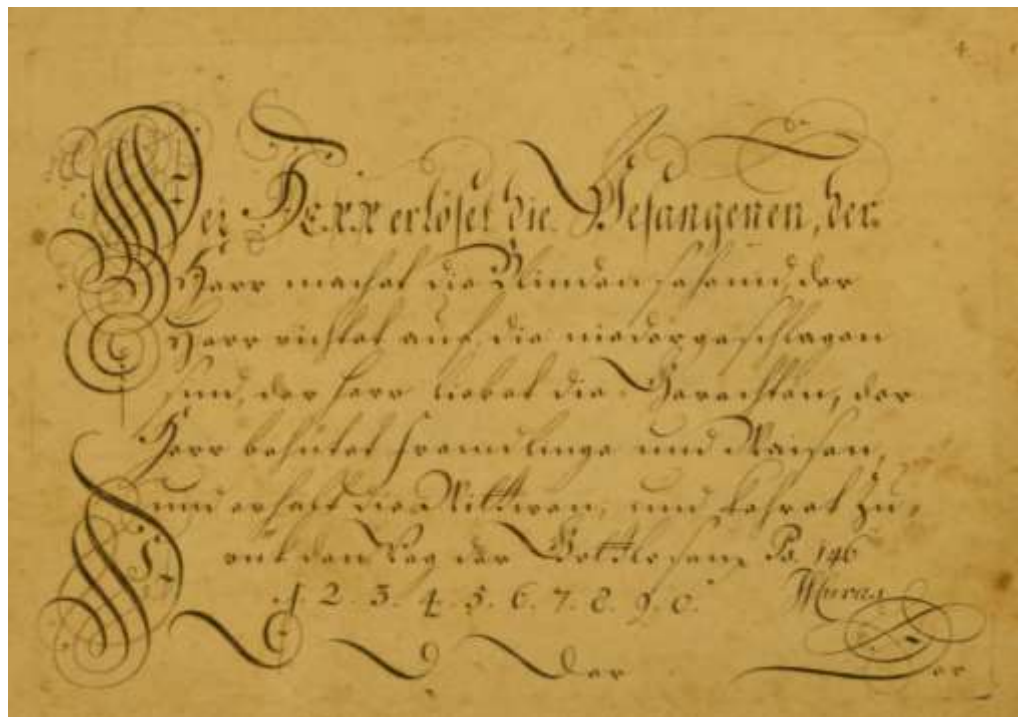 4.
Der HERR erlöset die Gefangenen, der
Herr machet die Blinden sehend, der
Herr richtet auf, die niedergeschlagen
sind, der Herr liebet die Gerechten, der
Herr behütet Fremdlinge und Waisen,
und erhält die Wittwen, und kehret zu-
rük den Weg der Gottlosen Ps. 146
1 2. 3. 4. 5. 6. 7. 8. 9. 0.
der